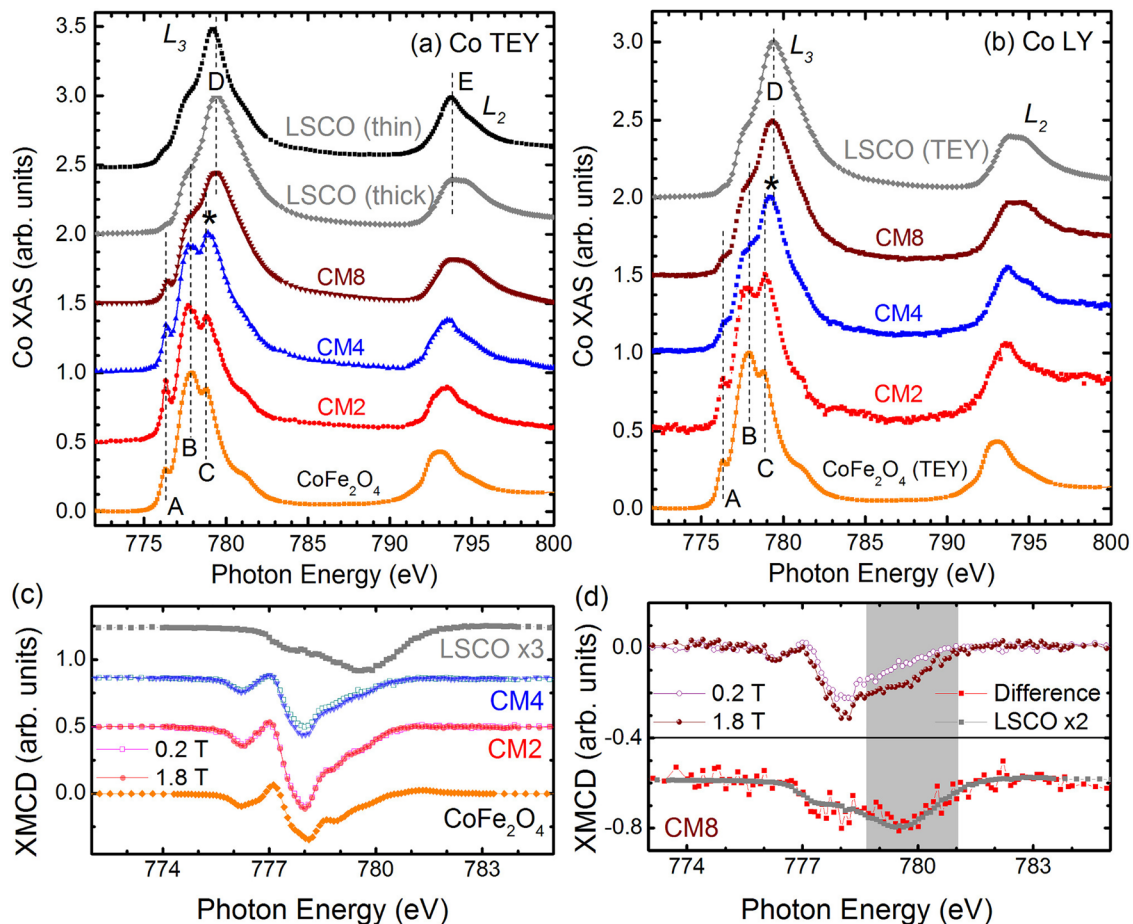 (a) Co TEY
L3
D
E
L2
LSCO (thin)
LSCO (thick)
*
CM8
CM4
CM2
B
C
A
CoFe2O4
3.5
3.0
2.5
2.0
1.5
1.0
0.5
0.0
Co XAS (arb. units)
775 780 785 790 795 800
Photon Energy (eV)
(b) Co LY
L3
D
L2
LSCO (TEY)
*
CM8
CM4
CM2
B
C
A
CoFe2O4 (TEY)
3.0
2.5
2.0
1.5
1.0
0.5
0.0
Co XAS (arb. units)
775 780 785 790 795 800
Photon Energy (eV)
(c)
LSCO x3
CM4
CM2
0.2 T
1.8 T
CoFe2O4
1.0
0.5
0.0
XMCD (arb. units)
774 777 780 783
Photon Energy (eV)
(d)
0.2 T
1.8 T
Difference
LSCO x2
CM8
0.0
-0.4
-0.8
XMCD (arb. units)
774 777 780 783
Photon Energy (eV)